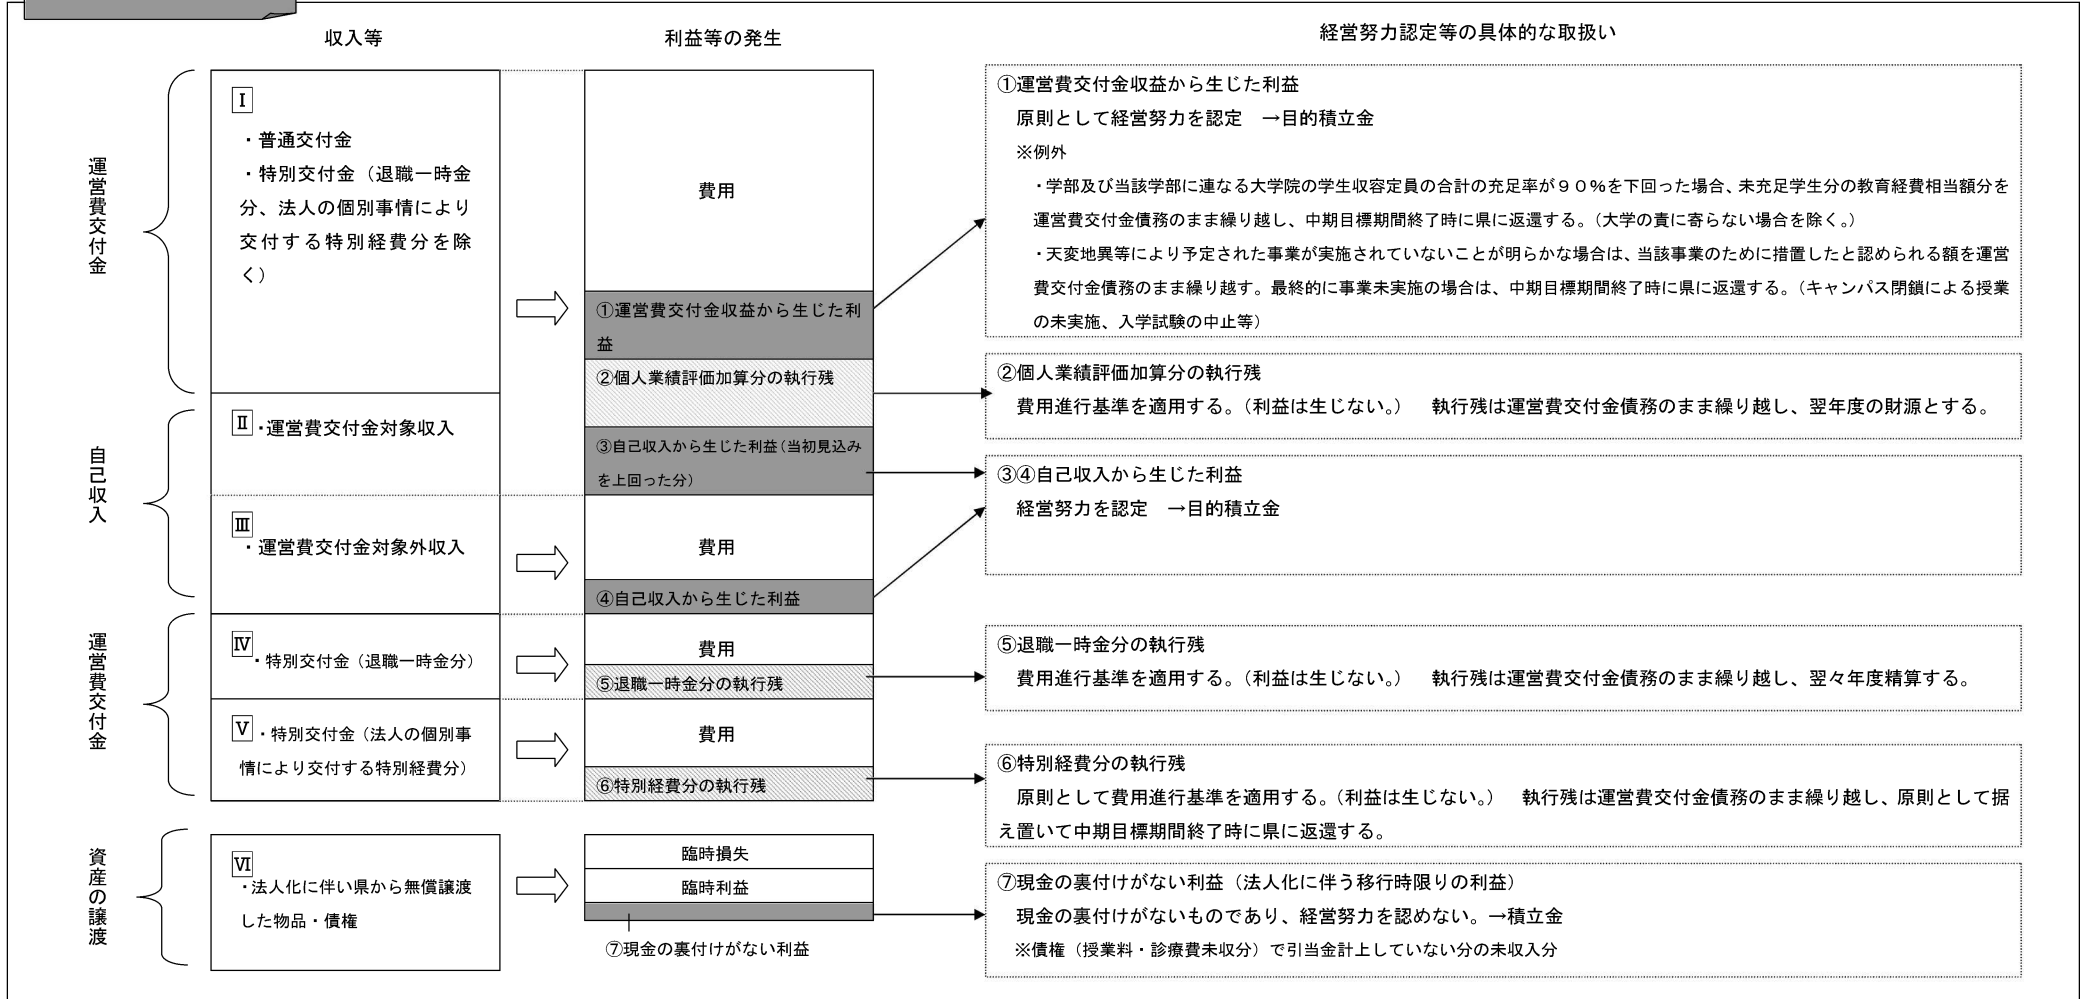 収入等
利益等の発生
経営努力認定等の具体的な取扱い
運営費交付金
Ⅰ
・普通交付金
・特別交付金（退職一時金
分、法人の個別事情により
交付する特別経費分を除
く）
自己収入
Ⅱ ・運営費交付金対象収入
Ⅲ
・運営費交付金対象外収入
運営費交付金
Ⅳ
・特別交付金（退職一時金分）
Ⅴ ・特別交付金（法人の個別事
情により交付する特別経費分）
資産の譲渡
Ⅵ
・法人化に伴い県から無償譲渡
した物品・債権
費用
①運営費交付金収益から生じた利
益
②個人業績評価加算分の執行残
③自己収入から生じた利益（当初見込み
を上回った分）
費用
④自己収入から生じた利益
費用
⑤退職一時金分の執行残
費用
⑥特別経費分の執行残
臨時損失
臨時利益
⑦現金の裏付けがない利益
①運営費交付金収益から生じた利益
原則として経営努力を認定　→目的積立金
※例外
・学部及び当該学部に連なる大学院の学生収容定員の合計の充足率が９０％を下回った場合、未充足学生分の教育経費相当額分を
運営費交付金債務のまま繰り越し、中期目標期間終了時に県に返還する。（大学の責に寄らない場合を除く。）
・天変地異等により予定された事業が実施されていないことが明らかな場合は、当該事業のために措置したと認められる額を運営
費交付金債務のまま繰り越す。最終的に事業未実施の場合は、中期目標期間終了時に県に返還する。（キャンパス閉鎖による授業
の未実施、入学試験の中止等）
②個人業績評価加算分の執行残
費用進行基準を適用する。（利益は生じない。）　執行残は運営費交付金債務のまま繰り越し、翌年度の財源とする。
③④自己収入から生じた利益
経営努力を認定　→目的積立金
⑤退職一時金分の執行残
費用進行基準を適用する。（利益は生じない。）　執行残は運営費交付金債務のまま繰り越し、翌々年度精算する。
⑥特別経費分の執行残
原則として費用進行基準を適用する。（利益は生じない。）　執行残は運営費交付金債務のまま繰り越し、原則として据
え置いて中期目標期間終了時に県に返還する。
⑦現金の裏付けがない利益（法人化に伴う移行時限りの利益）
現金の裏付けがないものであり、経営努力を認めない。→積立金
※債権（授業料・診療費未収分）で引当金計上していない分の未収入分